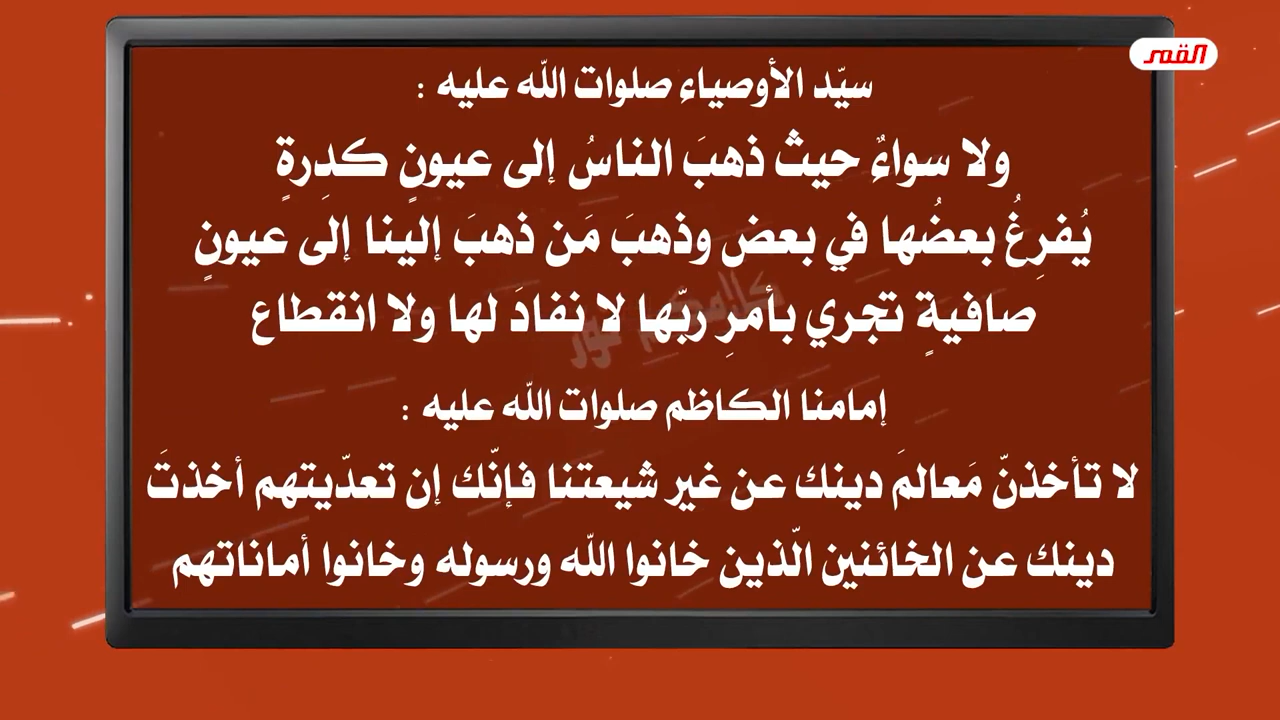 القمر
سيّد الأوصياء صلوات الله عليه :
ولا سواءٌ حيث ذهبَ الناسُ إلى عيونٍ كدِرةٍ
يُفرِغُ بعضُها في بعض وذهبَ مَن ذهبَ إلينا إلى عيونٍ
صافيةٍ تجري بأمرِ ربّها لا نفادَ لها ولا انقطاع
إمامنا الكاظم صلوات الله عليه :
لا تأخذنّ مَعالمَ دينك عن غير شيعتنا فإنّك إن تعدّيتهم أخذتَ
دينك عن الخائنين الّذين خانوا الله ورسوله وخانوا أماناتهم